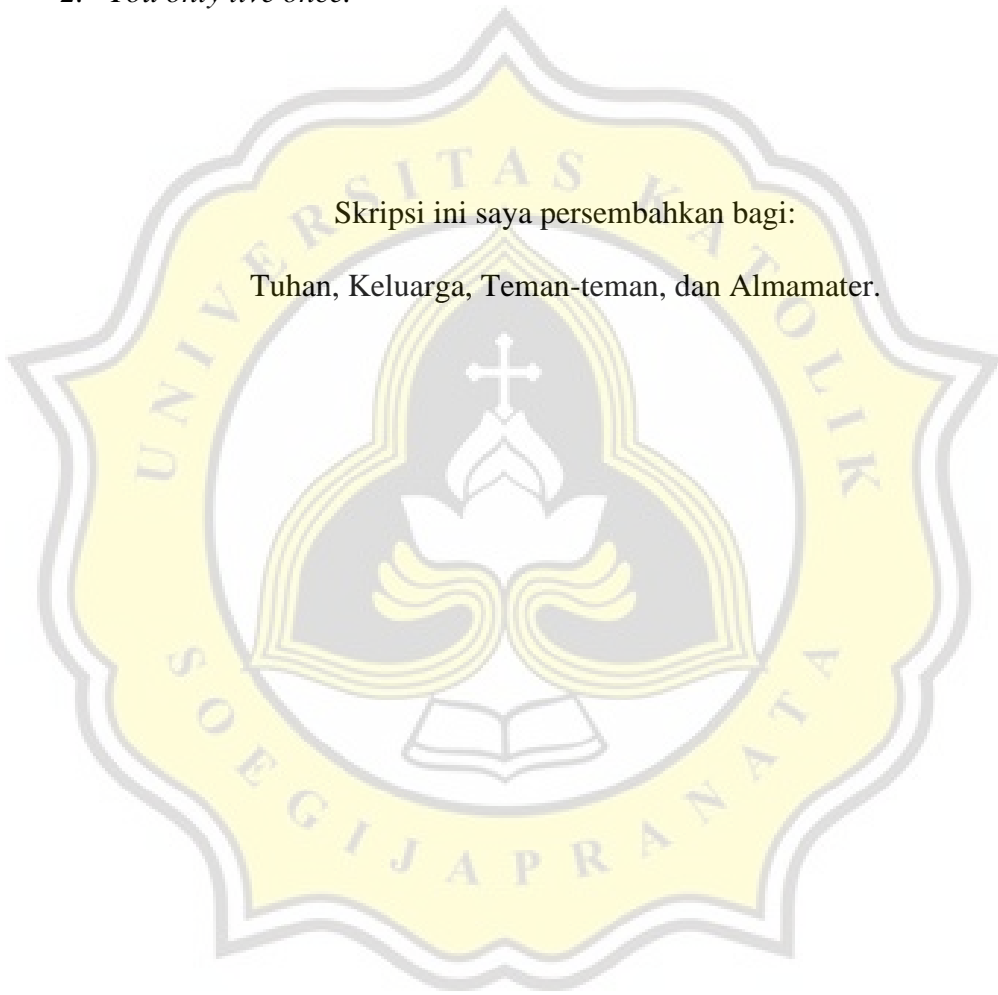 2. You only live once.
Skripsi ini saya persembahkan bagi:
Tuhan, Keluarga, Teman-teman, dan Almamater.
UNIVERSITAS KATOLIK
SOEGIJAPRANATA